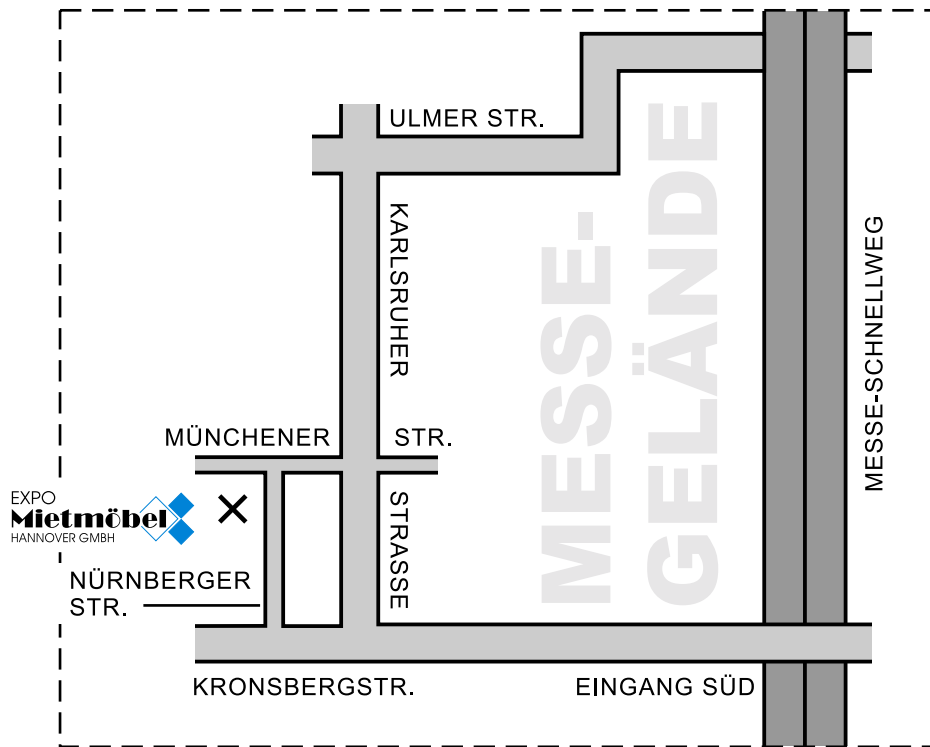 ULMER STR.
KARLSRUHER
STRASSE
MESSE-
GELÄNDE
MESSE-SCHNELLWEG
MÜNCHENER STR.
EXPO
Mietmöbel
HANNOVER GMBH
NÜRNBERGER
STR.
KRONSBERGSTR.
EINGANG SÜD